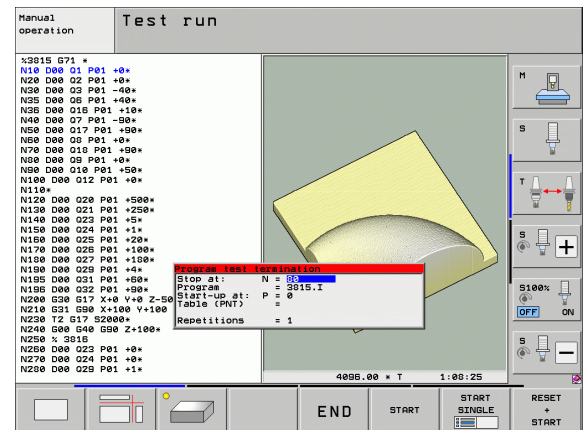 Manual
operation
Test run
%3815 G71 *
N10 D00 Q1 P01 +0*
N20 D00 Q2 P01 +0*
N30 D00 Q3 P01 -40*
N35 D00 Q6 P01 +40*
N36 D00 Q16 P01 +10*
N40 D00 Q7 P01 -90*
N50 D00 Q17 P01 +90*
N60 D00 Q8 P01 +0*
N70 D00 Q18 P01 +90*
N80 D00 Q9 P01 +0*
N90 D00 Q10 P01 +50*
N100 D00 Q12 P01 +0*
N110*
N120 D00 Q20 P01 +500*
N130 D00 Q21 P01 +250*
N140 D00 Q23 P01 +5*
N150 D00 Q24 P01 +1*
N160 D00 Q25 P01 +20*
N170 D00 Q26 P01 +100*
N180 D00 Q27 P01 +180*
N190 D00 Q29 P01 +4*
N195 D00 Q31 P01 +60*
N196 D00 Q32 P01 +90*
N200 G30 G17 X+0 Y+0 Z-50
N210 G31 G90 X+100 Y+100
N230 T2 G17 S2000*
N240 G00 G40 G90 Z+100*
N250 % 3816
N260 D00 Q23 P01 +0*
N270 D00 Q24 P01 +0*
N280 D00 Q29 P01 +1*
Program test termination
Stop at: N = 80
Program = 3815.I
Start-up at: P = 0
Table (PNT) =
Repetitions = 1
4096.00 * T 1:08:25
M
S
T
S
+
S100%
OFF ON
S
-
END
START
START
SINGLE
RESET
+
START